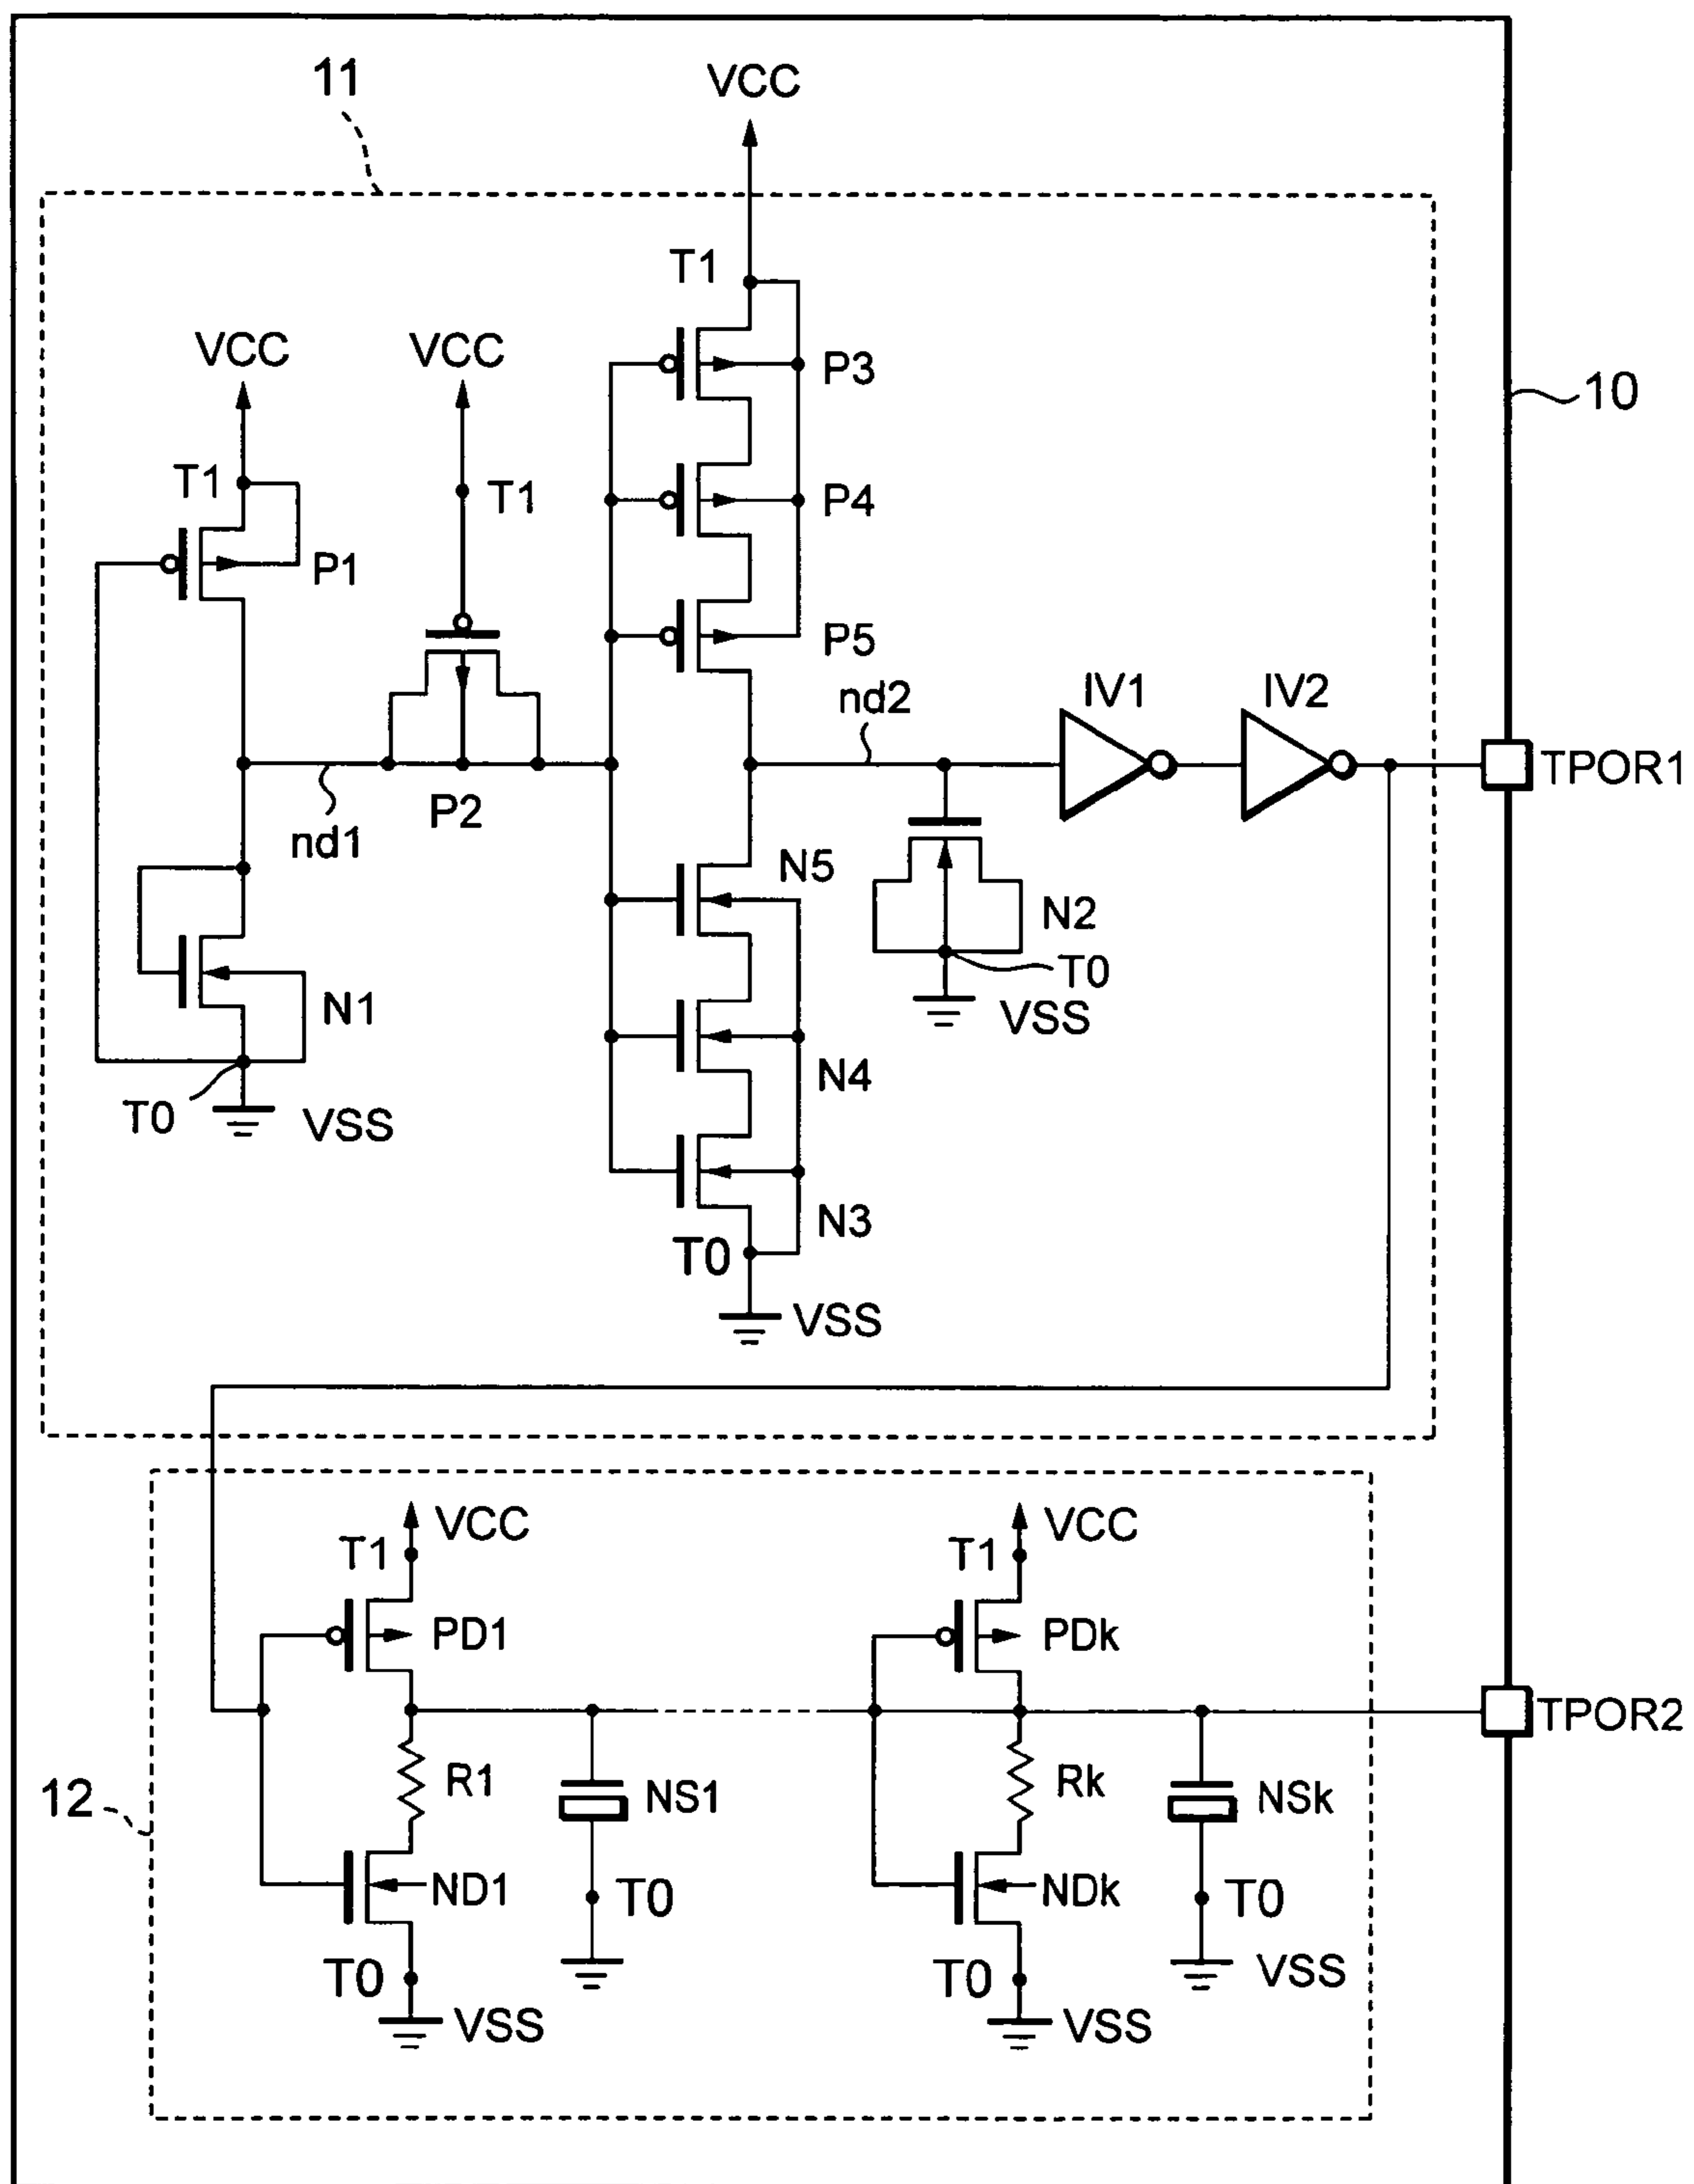 11
VCC
T1
VCC
VCC
P3
10
T1
T1
P4
P1
P5
nd2
IV1
IV2
TPOR1
nd1
P2
N5
N2
T0
N1
VSS
N4
T0
VSS
N3
T0
VSS
VCC
VCC
T1
T1
PD1
PDk
TPOR2
12
R1
NS1
Rk
NSk
ND1
T0
NDk
T0
T0
T0
VSS
VSS
VSS